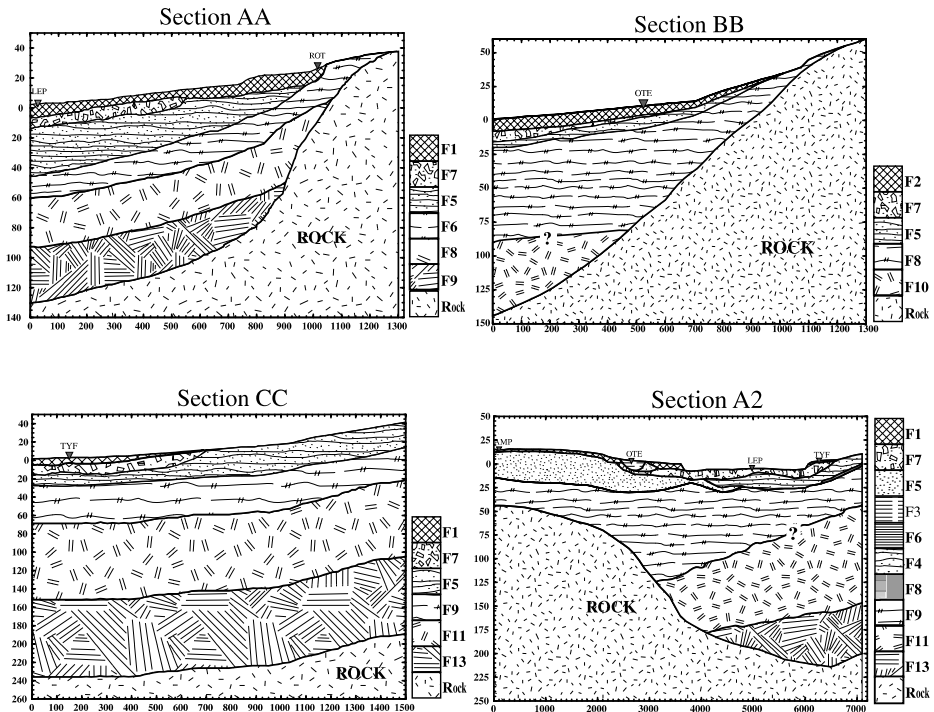 Section AA
40
20
0
20
40
60
80
100
120
140
LEP
ROT
ROCK
0 100 200 300 400 500 600 700 800 900 1000 1100 1200 1300
F1
F7
F5
F6
F8
F9
Rock
Section BB
50
25
0
25
50
75
100
125
150
OTE
?
ROCK
0 100 200 300 400 500 600 700 800 900 1000 1100 1200 1300
F2
F7
F5
F8
F10
Rock
Section CC
40
20
0
20
40
60
80
100
120
140
160
180
200
220
240
260
TYF
ROCK
0 100 200 300 400 500 600 700 800 900 1000 1100 1200 1300 1400 1500
F1
F7
F5
F9
F11
F13
Rock
Section A2
50
25
0
25
50
75
100
125
150
175
200
225
250
AMP
OTE
LEP
TYF
?
ROCK
0 1000 2000 3000 4000 5000 6000 7000
F1
F7
F5
F3
F6
F4
F8
F9
F11
F13
Rock